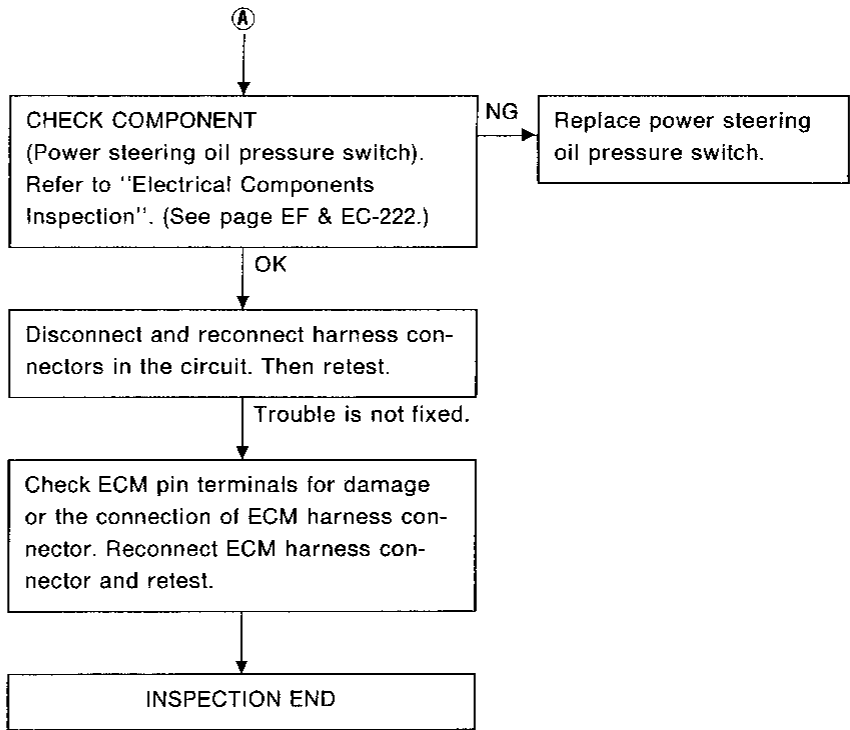 Ⓐ
CHECK COMPONENT
(Power steering oil pressure switch).
Refer to ''Electrical Components
Inspection''. (See page EF & EC-222.)
NG
Replace power steering
oil pressure switch.
OK
Disconnect and reconnect harness con-
nectors in the circuit. Then retest.
Trouble is not fixed.
Check ECM pin terminals for damage
or the connection of ECM harness con-
nector. Reconnect ECM harness con-
nector and retest.
INSPECTION END